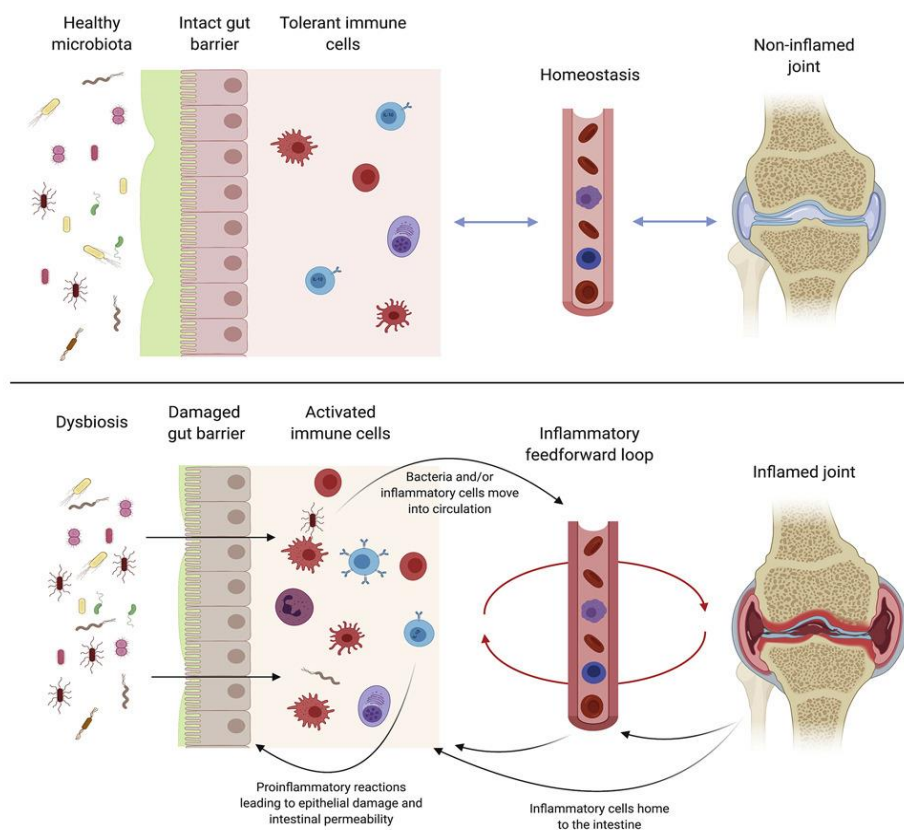 Healthy
microbiota
Intact gut
barrier
Tolerant immune
cells
Homeostasis
Non-inflamed
joint
Dysbiosis
Damaged
gut barrier
Activated
immune cells
Inflammatory
feedforward loop
Inflamed joint
Bacteria and/or
inflammatory cells move
into circulation
Proinflammatory reactions
leading to epithelial damage and
intestinal permeability
Inflammatory cells home
to the intestine